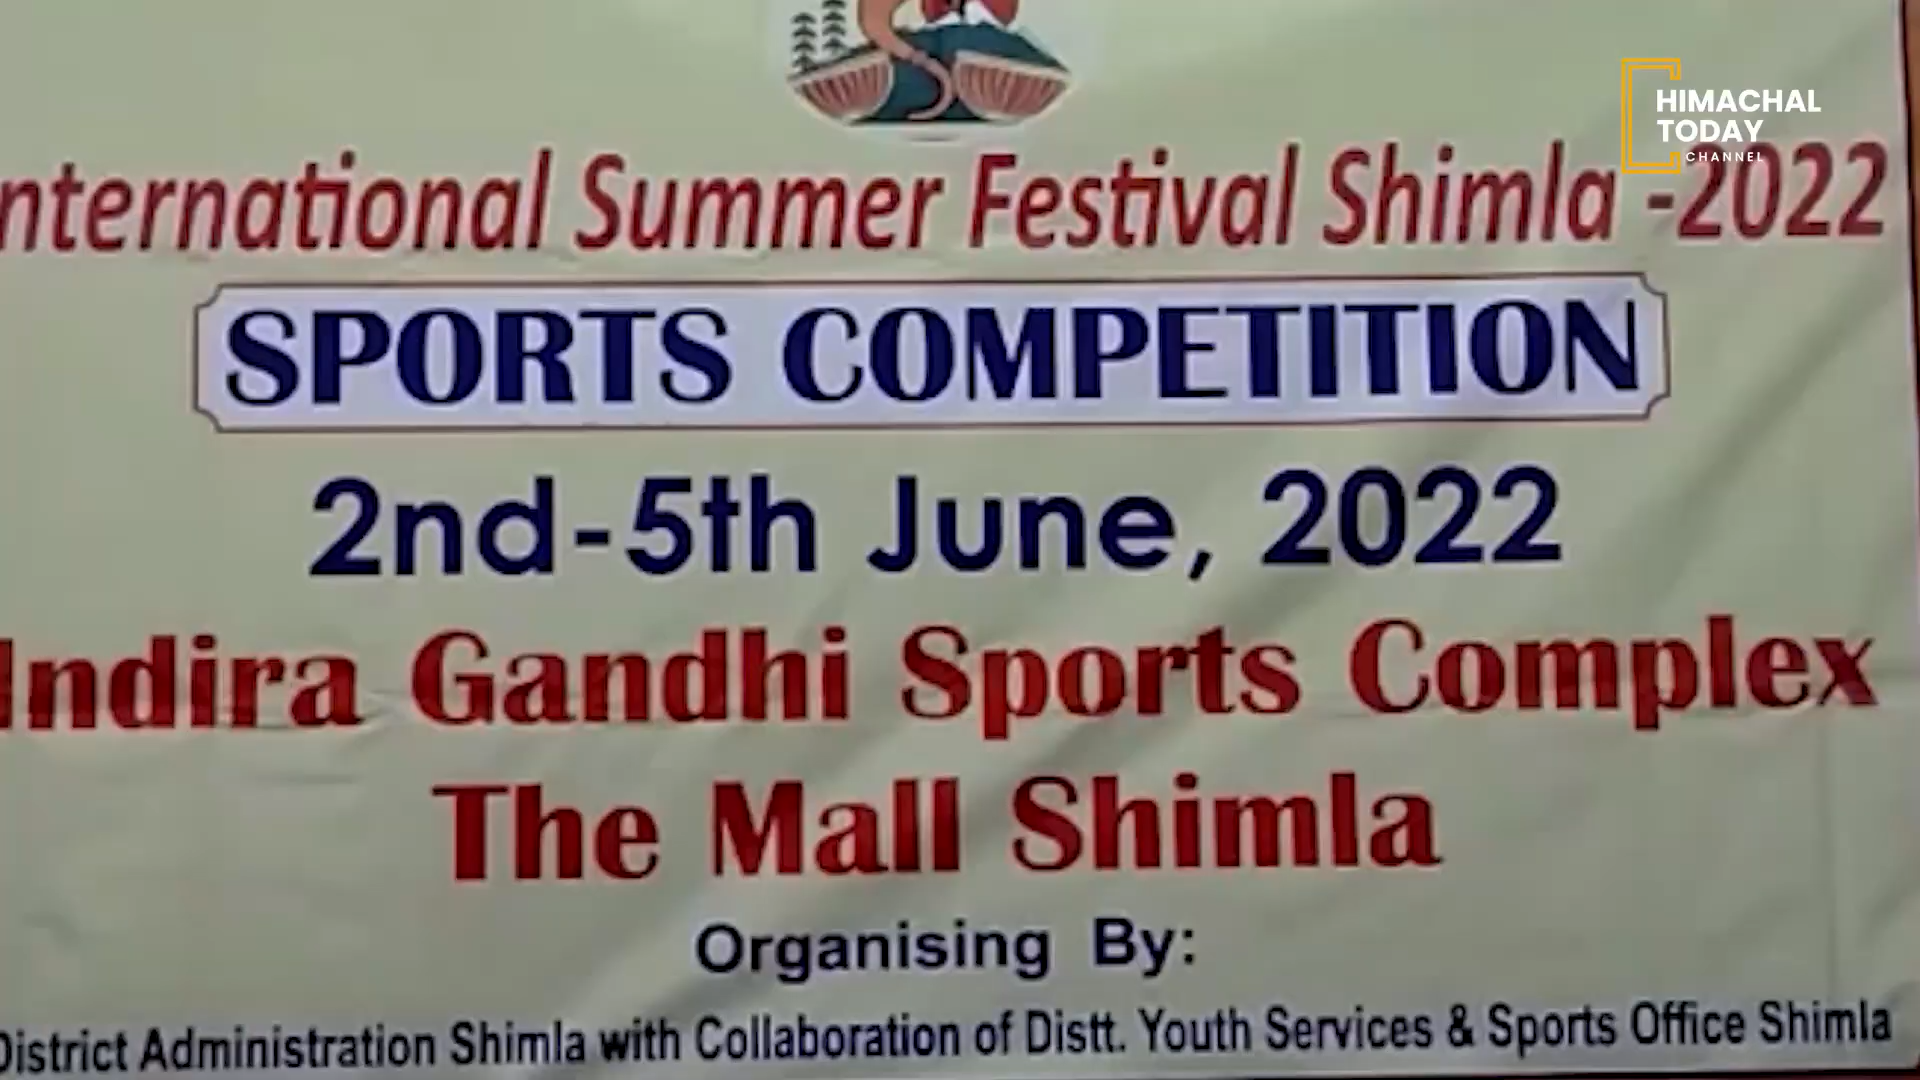 HIMACHAL
TODAY
CHANNEL
nternational Summer Festival Shimla -2022
SPORTS COMPETITION
2nd-5th June, 2022
Indira Gandhi Sports Complex
The Mall Shimla
Organising By:
District Administration Shimla with Collaboration of Distt. Youth Services & Sports Office Shimla